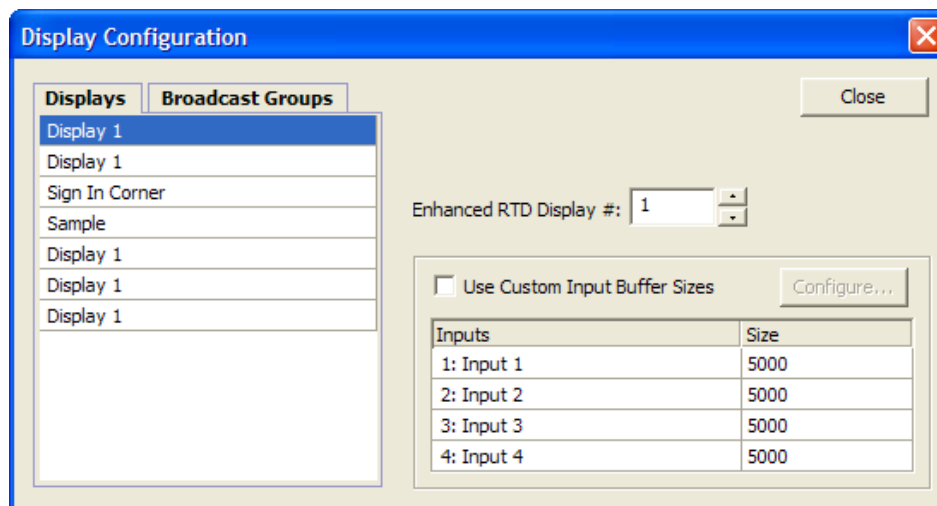 Display Configuration
Displays
Broadcast Groups
Close
Display 1
Display 1
Sign In Corner
Sample
Display 1
Display 1
Display 1
Enhanced RTD Display #: 1
Use Custom Input Buffer Sizes
Configure...
Inputs Size
1: Input 1 5000
2: Input 2 5000
3: Input 3 5000
4: Input 4 5000